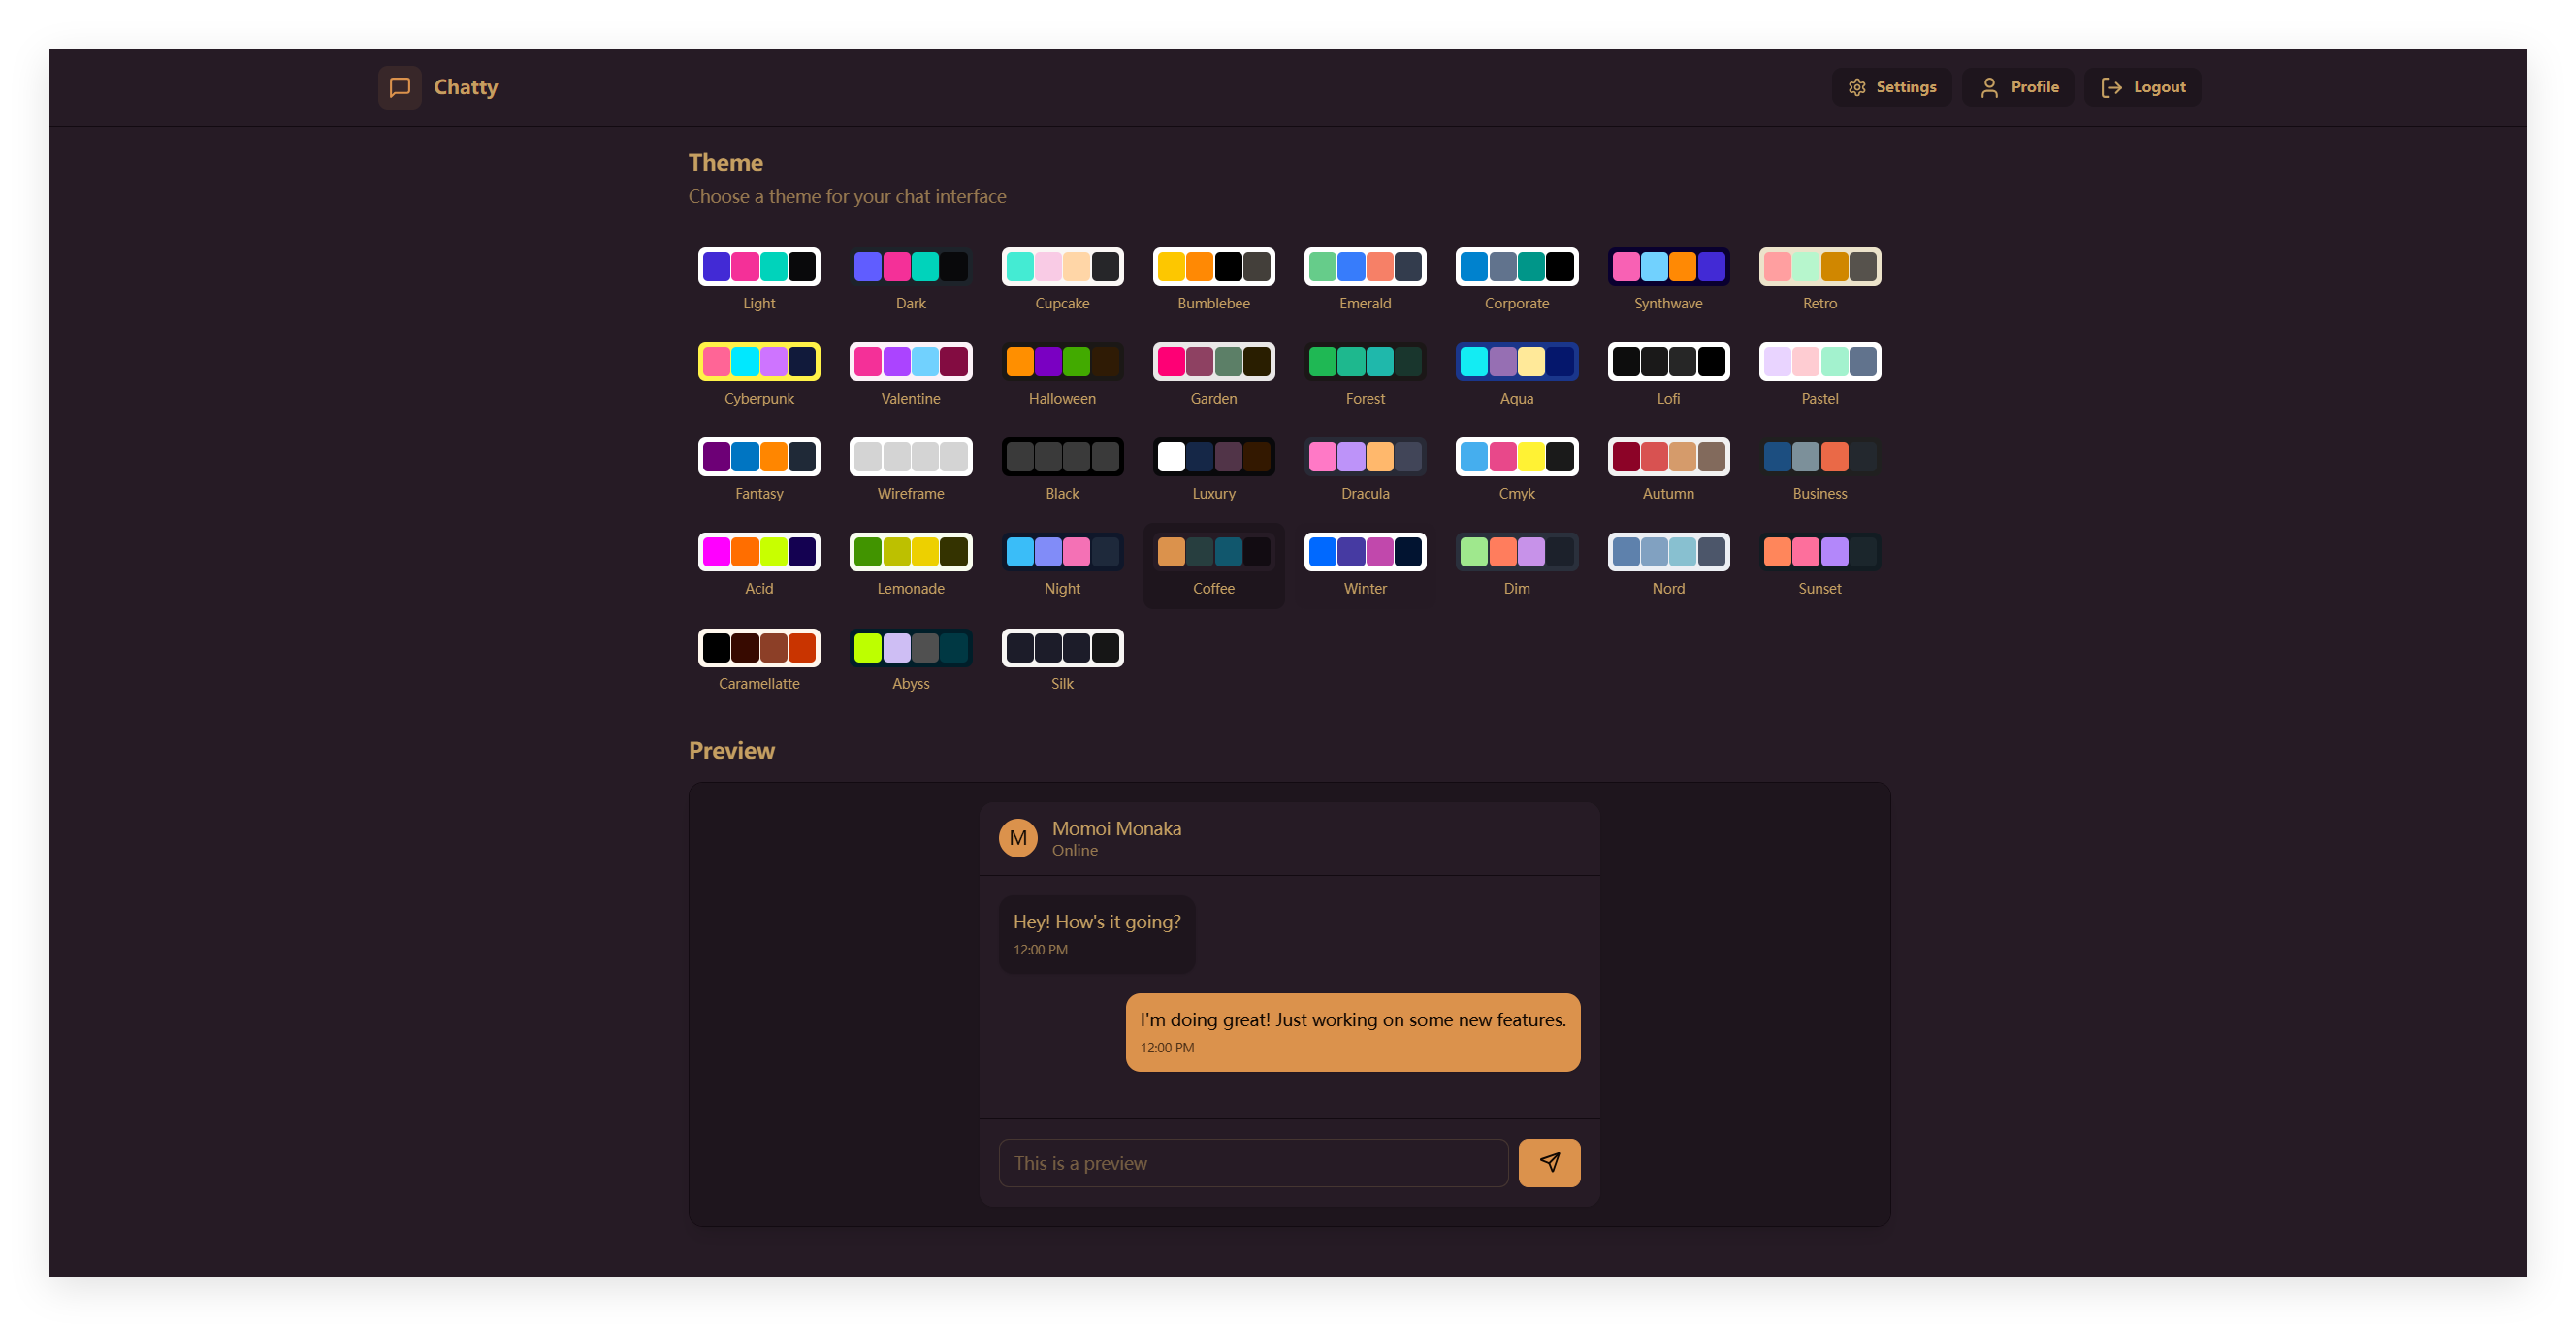 Chatty
Settings Profile Logout
Theme
Choose a theme for your chat interface
Light Dark Cupcake Bumblebee Emerald Corporate Synthwave Retro
Cyberpunk Valentine Halloween Garden Forest Aqua Lofi Pastel
Fantasy Wireframe Black Luxury Dracula Cmyk Autumn Business
Acid Lemonade Night Coffee Winter Dim Nord Sunset
Caramellatte Abyss Silk
Preview
M
Momoi Monaka
Online
Hey! How's it going?
12:00 PM
I'm doing great! Just working on some new features.
12:00 PM
This is a preview